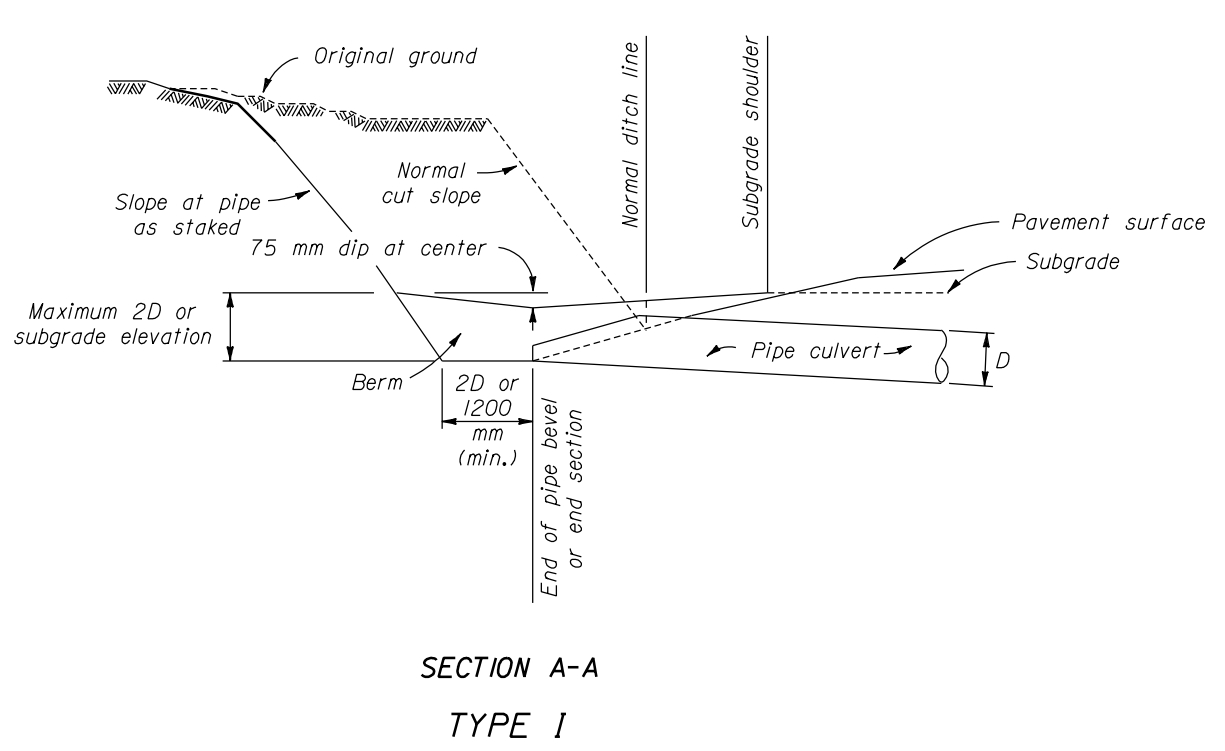 Original ground
Normal ditch line
Subgrade shoulder
Normal
cut slope
Slope at pipe
as staked
75 mm dip at center
Pavement surface
Subgrade
Maximum 2D or
subgrade elevation
Pipe culvert
D
Berm
2D or
1200
mm
(min.)
End of pipe bevel
or end section
SECTION A-A
TYPE I